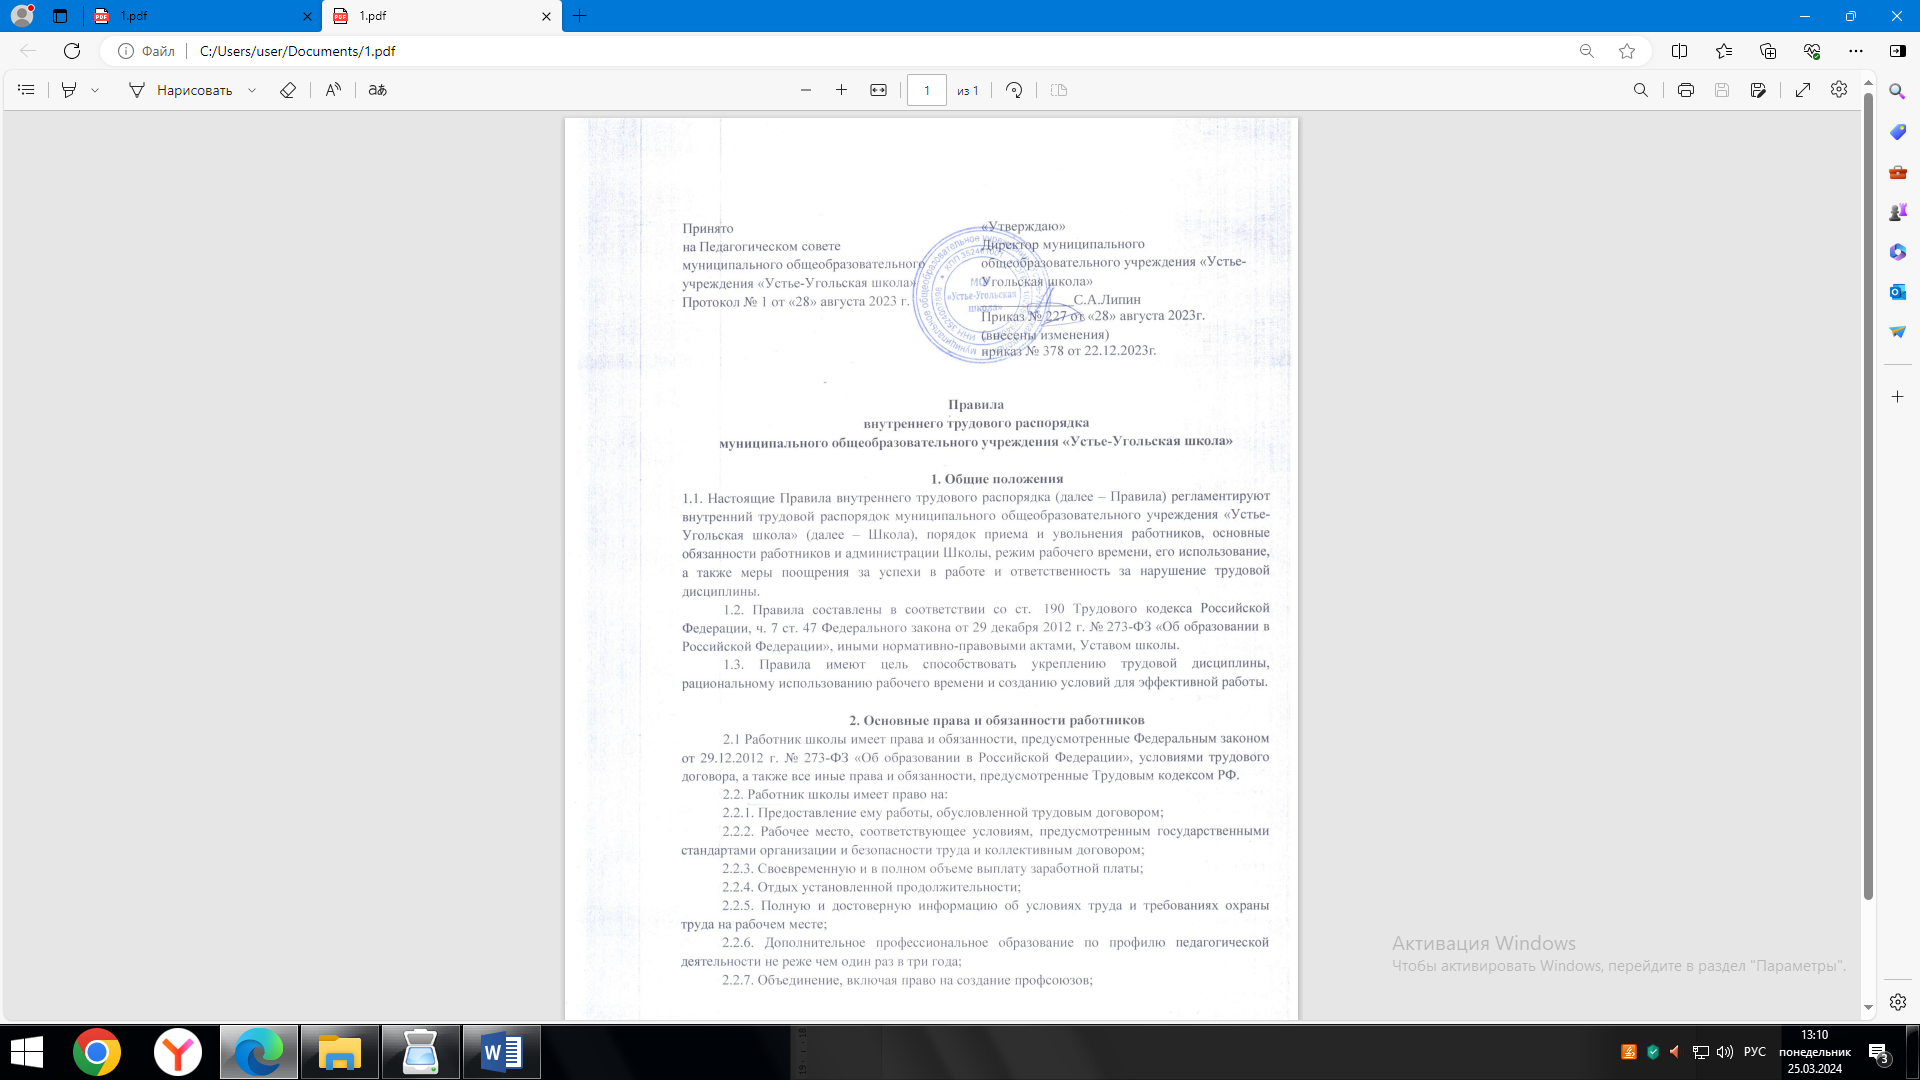 1.pdf
1.pdf
Файл
C:/Users/user/Documents/1.pdf
Нарисовать
1
из 1
Принято
на Педагогическом совете
муниципального общеобразовательного
учреждения «Устье-Угольская школа»
Протокол № 1 от «28» августа 2023 г.
«Утверждаю»
Директор муниципального
общеобразовательного учреждения «Устье-
Угольская школа»
С.А.Липин
Приказ № 227 от «28» августа 2023г.
(внесены изменения)
приказ № 378 от 22.12.2023г.
МОУ
«Устье-Угольская
школа»
Правила
внутреннего трудового распорядка
муниципального общеобразовательного учреждения «Устье-Угольская школа»
1. Общие положения
1.1. Настоящие Правила внутреннего трудового распорядка (далее – Правила) регламентируют
внутренний трудовой распорядок муниципального общеобразовательного учреждения «Устье-
Угольская школа» (далее – Школа), порядок приема и увольнения работников, основные
обязанности работников и администрации Школы, режим рабочего времени, его использование,
а также меры поощрения за успехи в работе и ответственность за нарушение трудовой
дисциплины.
1.2. Правила составлены в соответствии со ст. 190 Трудового кодекса Российской
Федерации, ч. 7 ст. 47 Федерального закона от 29 декабря 2012 г. № 273-ФЗ «Об образовании в
Российской Федерации», иными нормативно-правовыми актами, Уставом школы.
1.3. Правила имеют цель способствовать укреплению трудовой дисциплины,
рациональному использованию рабочего времени и созданию условий для эффективной работы.
2. Основные права и обязанности работников
2.1 Работник школы имеет права и обязанности, предусмотренные Федеральным законом
от 29.12.2012 г. № 273-ФЗ «Об образовании в Российской Федерации», условиями трудового
договора, а также все иные права и обязанности, предусмотренные Трудовым кодексом РФ.
2.2. Работник школы имеет право на:
2.2.1. Предоставление ему работы, обусловленной трудовым договором;
2.2.2. Рабочее место, соответствующее условиям, предусмотренным государственными
стандартами организации и безопасности труда и коллективным договором;
2.2.3. Своевременную и в полном объеме выплату заработной платы;
2.2.4. Отдых установленной продолжительности;
2.2.5. Полную и достоверную информацию об условиях труда и требованиях охраны
труда на рабочем месте;
2.2.6. Дополнительное профессиональное образование по профилю педагогической
деятельности не реже чем один раз в три года;
2.2.7. Объединение, включая право на создание профсоюзов;
Активация Windows
Чтобы активировать Windows, перейдите в раздел "Параметры".
РУС
13:10
понедельник
25.03.2024
3